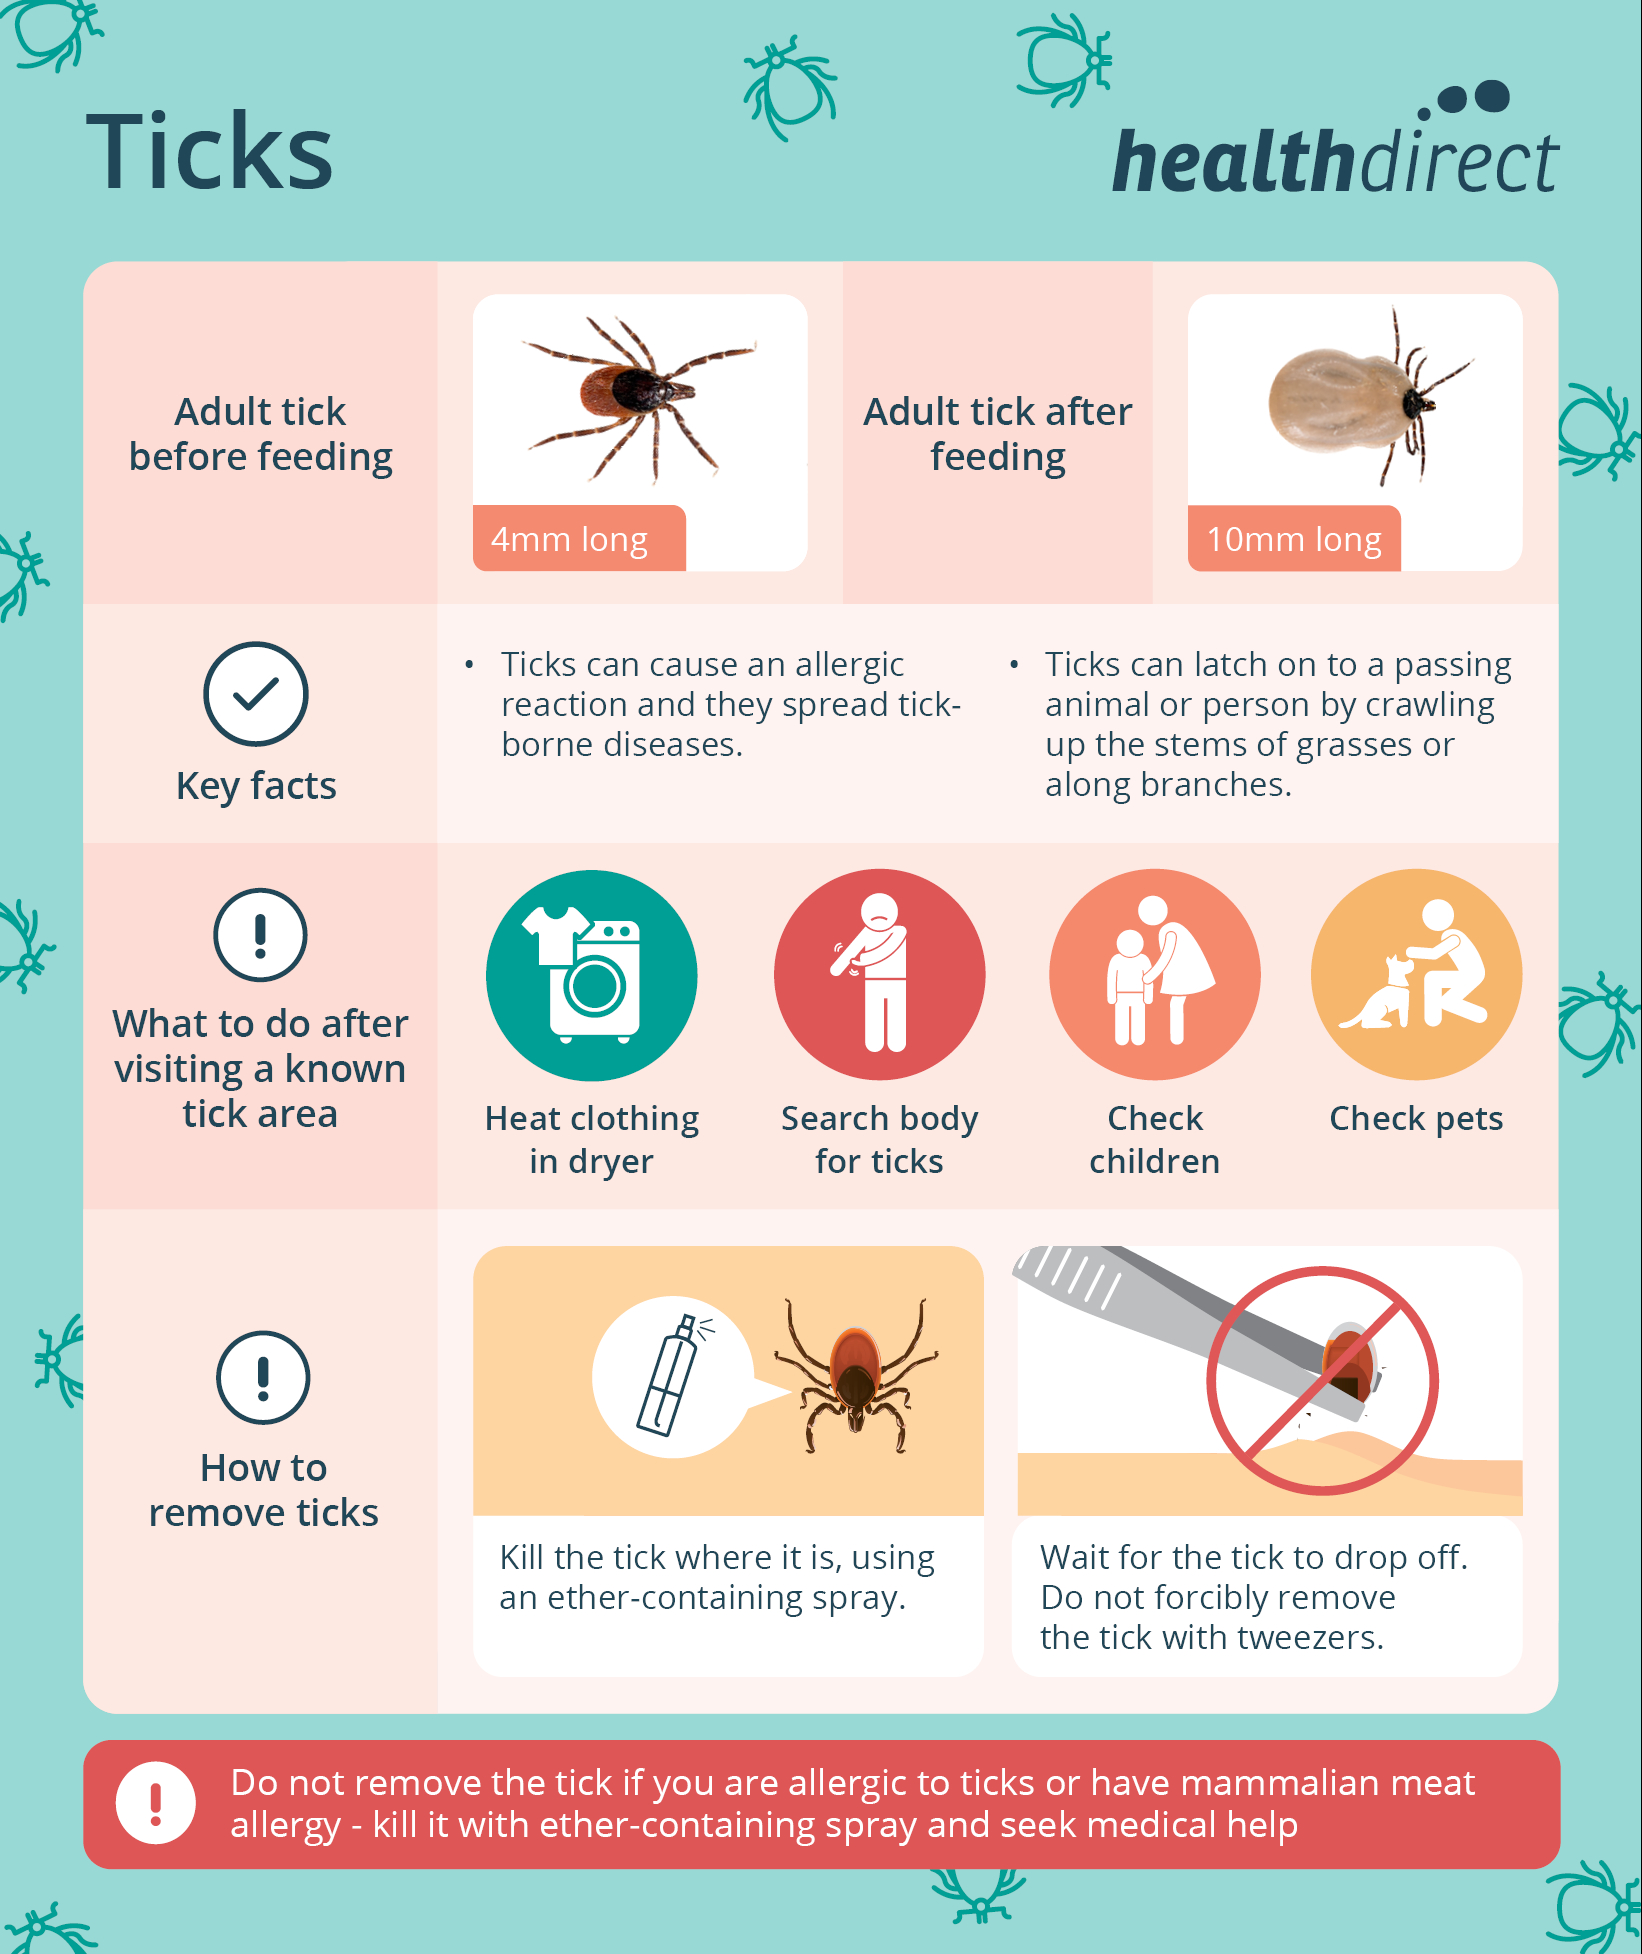 Ticks
healthdirect
Adult tick
before feeding
4mm long
Adult tick after
feeding
10mm long
Key facts
• Ticks can cause an allergic
reaction and they spread tick-
borne diseases.
• Ticks can latch on to a passing
animal or person by crawling
up the stems of grasses or
along branches.
What to do after
visiting a known
tick area
Heat clothing
in dryer
Search body
for ticks
Check
children
Check pets
How to
remove ticks
Kill the tick where it is, using
an ether-containing spray.
Wait for the tick to drop off.
Do not forcibly remove
the tick with tweezers.
Do not remove the tick if you are allergic to ticks or have mammalian meat
allergy - kill it with ether-containing spray and seek medical help